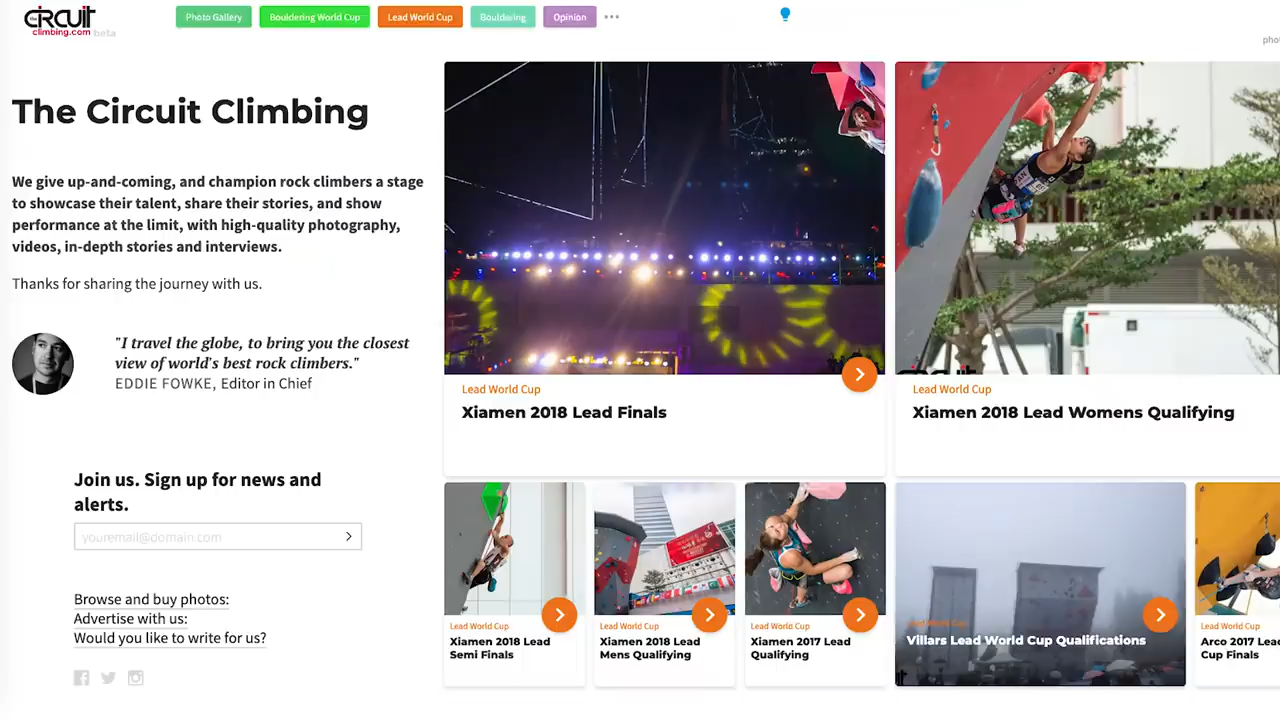 the CIRCUIT
climbing.com beta
Photo Gallery
Bouldering World Cup
Lead World Cup
Bouldering
Opinion
The Circuit Climbing
We give up-and-coming, and champion rock climbers a stage
to showcase their talent, share their stories, and show
performance at the limit, with high-quality photography,
videos, in-depth stories and interviews.
Thanks for sharing the journey with us.
"I travel the globe, to bring you the closest
view of world's best rock climbers."
EDDIE FOWKE, Editor in Chief
Join us. Sign up for news and
alerts.
youremail@domain.com
Browse and buy photos:
Advertise with us:
Would you like to write for us?
Lead World Cup
Xiamen 2018 Lead Finals
Lead World Cup
Xiamen 2018 Lead Womens Qualifying
Lead World Cup
Xiamen 2018 Lead
Semi Finals
Lead World Cup
Xiamen 2018 Lead
Mens Qualifying
Lead World Cup
Xiamen 2017 Lead
Qualifying
Lead World Cup
Villars Lead World Cup Qualifications
Lead World Cup
Arco 2017 Lead
Cup Finals